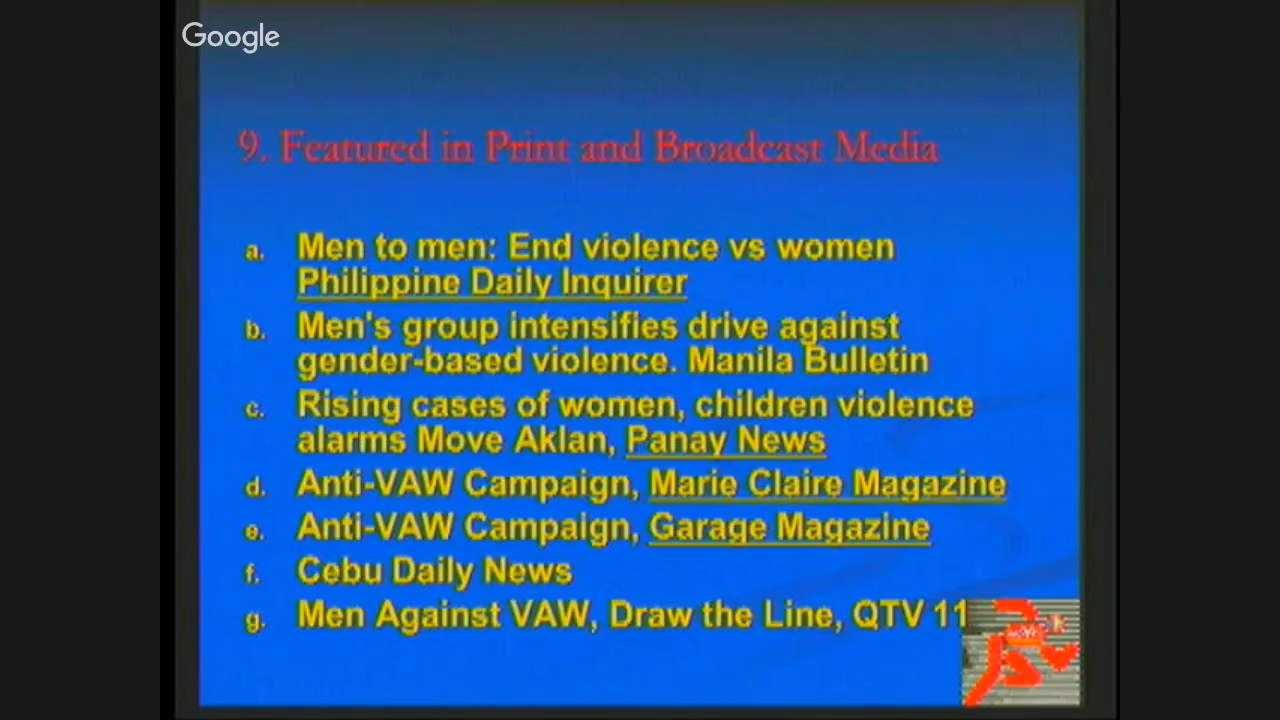 Google
9. Featured in Print and Broadcast Media
a. Men to men: End violence vs women
Philippine Daily Inquirer
b. Men's group intensifies drive against
gender-based violence. Manila Bulletin
c. Rising cases of women, children violence
alarms Move Aklan, Panay News
d. Anti-VAW Campaign, Marie Claire Magazine
e. Anti-VAW Campaign, Garage Magazine
f. Cebu Daily News
g. Men Against VAW, Draw the Line, QTV 11